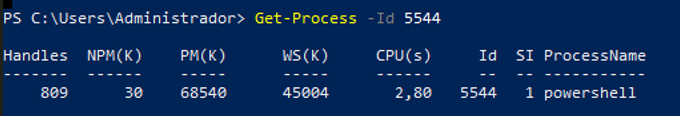 PS C:\Users\Administrador> Get-Process -Id 5544
Handles  NPM(K)    PM(K)      WS(K)     CPU(s)     Id  SI ProcessName
-------  ------    -----      -----     ------     --  -- -----------
    809      30    68540      45004       2,80   5544   1 powershell